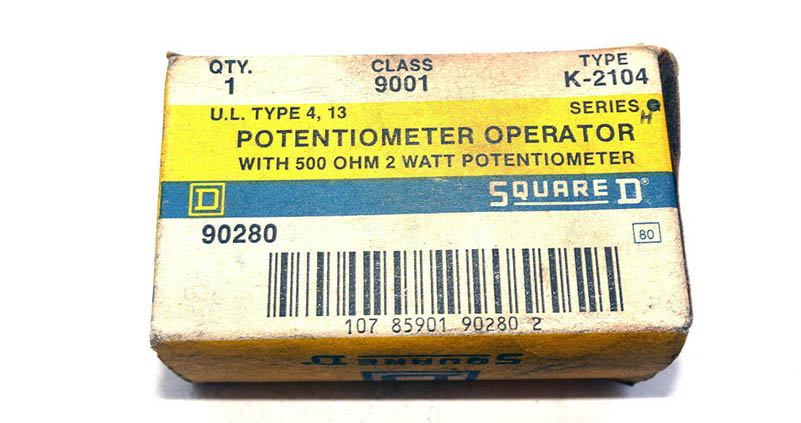 QTY. CLASS TYPE
1 9001 K-2104
U.L. TYPE 4, 13 SERIES H
POTENTIOMETER OPERATOR
WITH 500 OHM 2 WATT POTENTIOMETER
D SQUARE D®
90280 80
107 85901 90280 2
SQUARE D
D